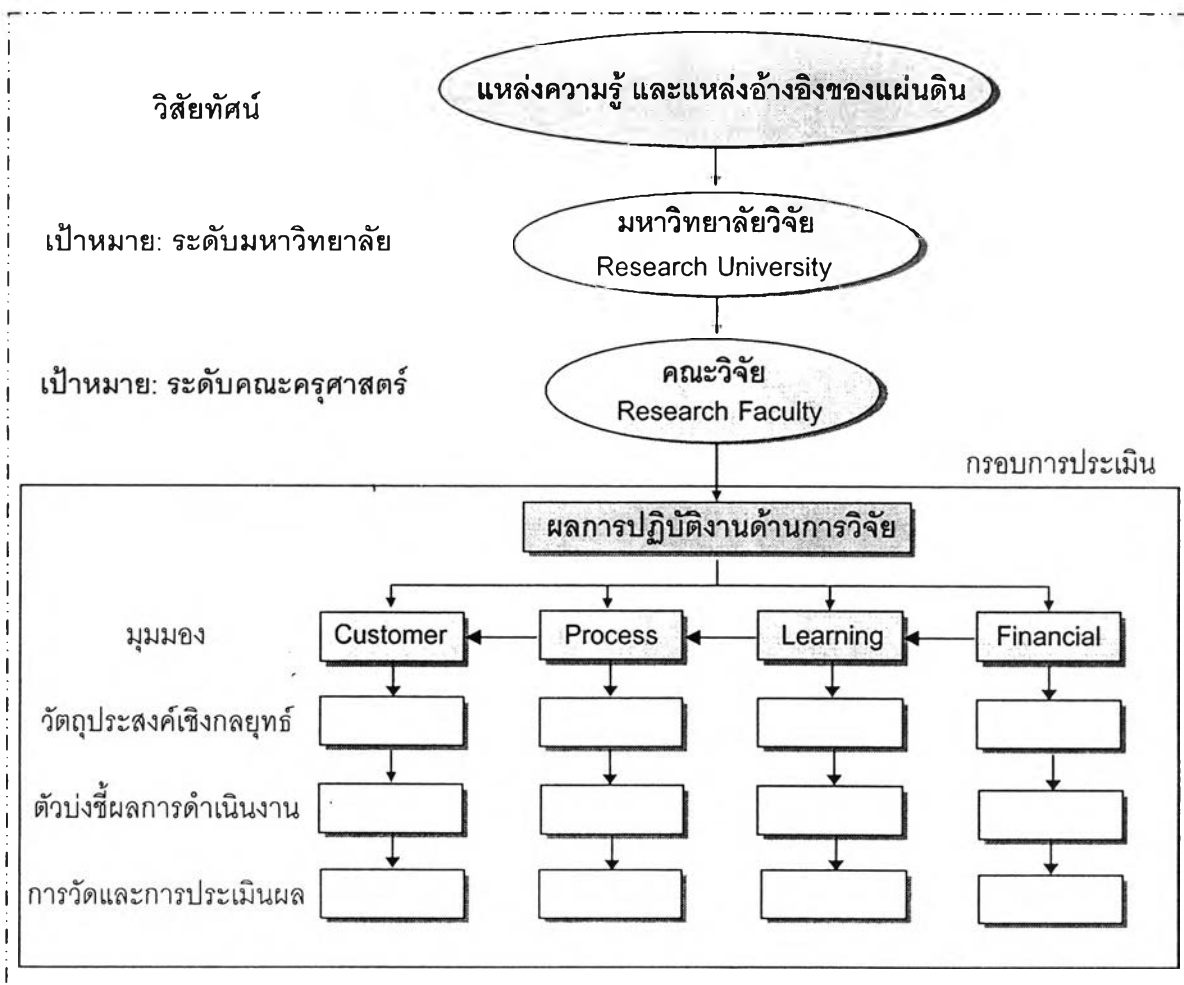 วิสัยทัศน์
แหล่งความรู้ และแหล่งอ้างอิงของแผ่นดิน
เป้าหมาย: ระดับมหาวิทยาลัย
มหาวิทยาลัยวิจัย
Research University
เป้าหมาย: ระดับคณะครุศาสตร์
คณะวิจัย
Research Faculty
กรอบการประเมิน
ผลการปฏิบัติงานด้านการวิจัย
มุมมอง
Customer
Process
Learning
Financial
วัตถุประสงค์เชิงกลยุทธ์
ตัวบ่งชี้ผลการดำเนินงาน
การวัดและการประเมินผล